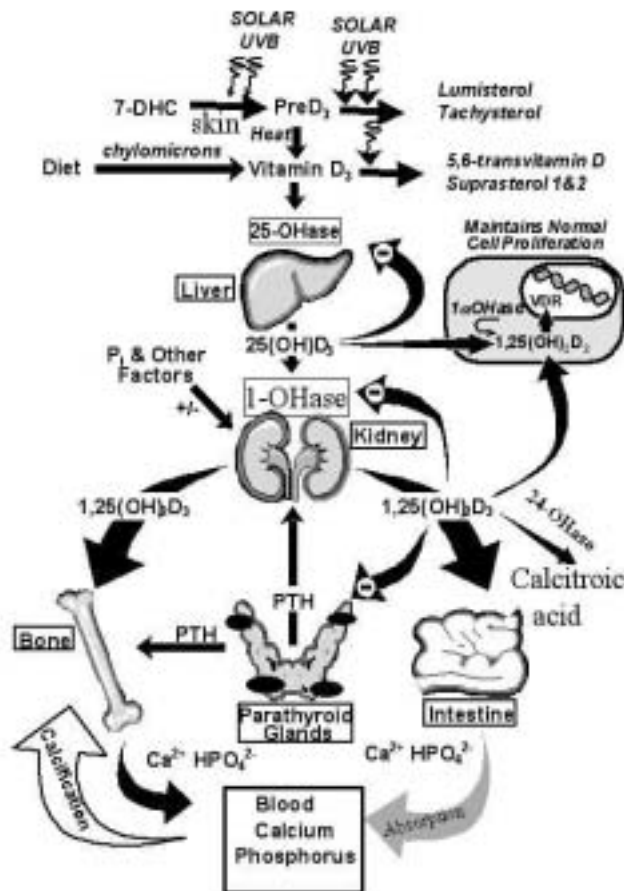 SOLAR
UVB
SOLAR
UVB
7-DHC
skin
PreD₃
Lumisterol
Tachysterol
Heat
Diet
chylomicrons
Vitamin D₃
5,6-transvitamin D
Suprasterol 1&2
25-OHase
Maintains Normal
Cell Proliferation
Liver
VDR
1αOHase
25(OH)D₃
1,25(OH)₂D₃
Pᵢ & Other
Factors
+/-
1-OHase
Kidney
1,25(OH)₂D₃
1,25(OH)₂D₃
24-OHase
Calcitroic
acid
PTH
PTH
Bone
Parathyroid
Glands
Intestine
Calcification
Ca²⁺ HPO₄²⁻
Ca²⁺ HPO₄²⁻
Absorption
Blood
Calcium
Phosphorus